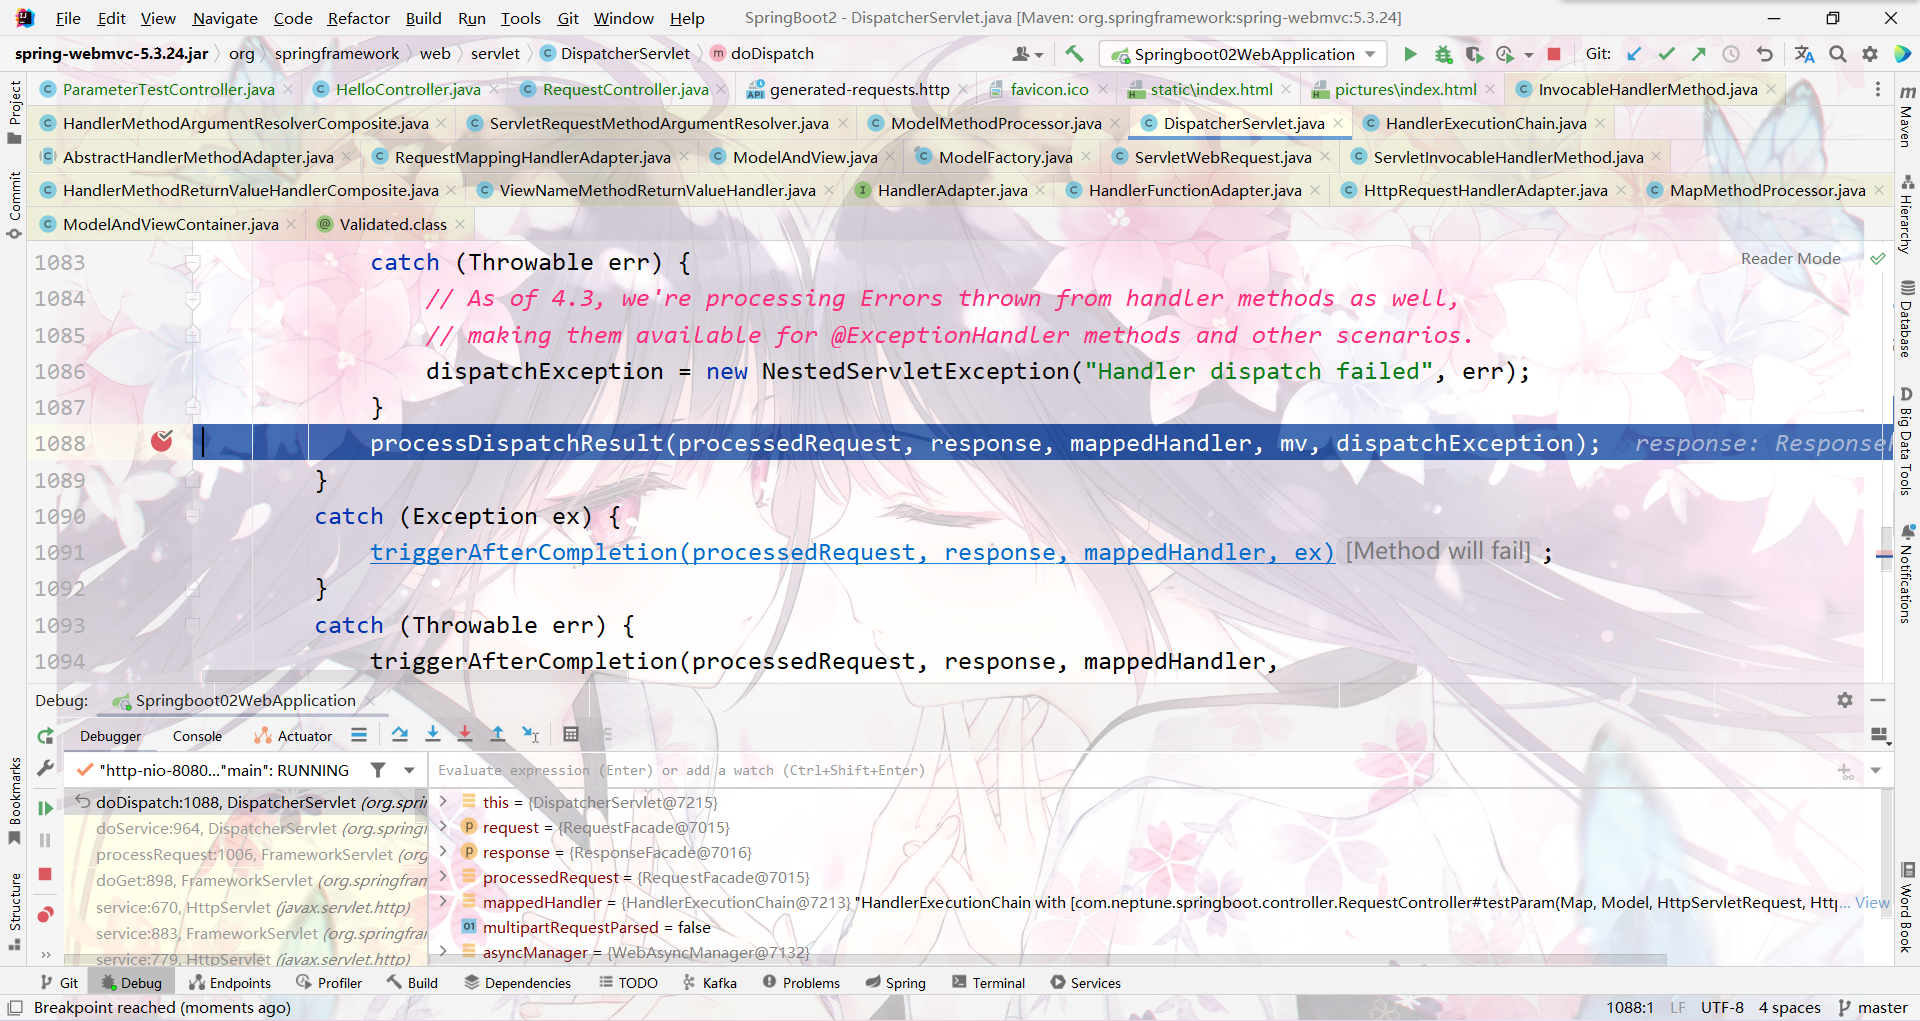 File Edit View Navigate Code Refactor Build Run Tools Git Window Help SpringBoot2 - DispatcherServlet.java [Maven: org.springframework:spring-webmvc:5.3.24]
spring-webmvc-5.3.24.jar org springframework web servlet DispatcherServlet doDispatch Springboot02WebApplication Git:
ParameterTestController.java HelloController.java RequestController.java generated-requests.http favicon.ico static\index.html pictures\index.html InvocableHandlerMethod.java
HandlerMethodArgumentResolverComposite.java ServletRequestMethodArgumentResolver.java ModelMethodProcessor.java DispatcherServlet.java HandlerExecutionChain.java
AbstractHandlerMethodAdapter.java RequestMappingHandlerAdapter.java ModelAndView.java ModelFactory.java ServletWebRequest.java ServletInvocableHandlerMethod.java
HandlerMethodReturnValueHandlerComposite.java ViewNameMethodReturnValueHandler.java HandlerAdapter.java HandlerFunctionAdapter.java HttpRequestHandlerAdapter.java MapMethodProcessor.java
ModelAndViewContainer.java Validated.class
Project
Commit
Bookmarks
Structure
Maven
Hierarchy
Database
Big Data Tools
Notifications
Word Book
Reader Mode
1083 catch (Throwable err) {
1084 // As of 4.3, we're processing Errors thrown from handler methods as well,
1085 // making them available for @ExceptionHandler methods and other scenarios.
1086 dispatchException = new NestedServletException("Handler dispatch failed", err);
1087 }
1088 processDispatchResult(processedRequest, response, mappedHandler, mv, dispatchException); response: Response
1089 }
1090 catch (Exception ex) {
1091 triggerAfterCompletion(processedRequest, response, mappedHandler, ex) [Method will fail] ;
1092 }
1093 catch (Throwable err) {
1094 triggerAfterCompletion(processedRequest, response, mappedHandler,
Debug: Springboot02WebApplication
Debugger Console Actuator
"http-nio-8080..."main": RUNNING
Evaluate expression (Enter) or add a watch (Ctrl+Shift+Enter)
doDispatch:1088, DispatcherServlet (org.spri
doService:964, DispatcherServlet (org.springf
processRequest:1006, FrameworkServlet (org
doGet:898, FrameworkServlet (org.springfran
service:670, HttpServlet (javax.servlet.http)
service:883, FrameworkServlet (org.springfra
service:779, HttpServlet (javax.servlet.http)
this = {DispatcherServlet@7215}
request = {RequestFacade@7015}
response = {ResponseFacade@7016}
processedRequest = {RequestFacade@7015}
mappedHandler = {HandlerExecutionChain@7213} "HandlerExecutionChain with [com.neptune.springboot.controller.RequestController#testParam(Map, Model, HttpServletRequest, Htt... View
multipartRequestParsed = false
asyncManager = {WebAsyncManager@7132}
Git Debug Endpoints Profiler Build Dependencies TODO Kafka Problems Spring Terminal Services
Breakpoint reached (moments ago) 1088:1 LF UTF-8 4 spaces master